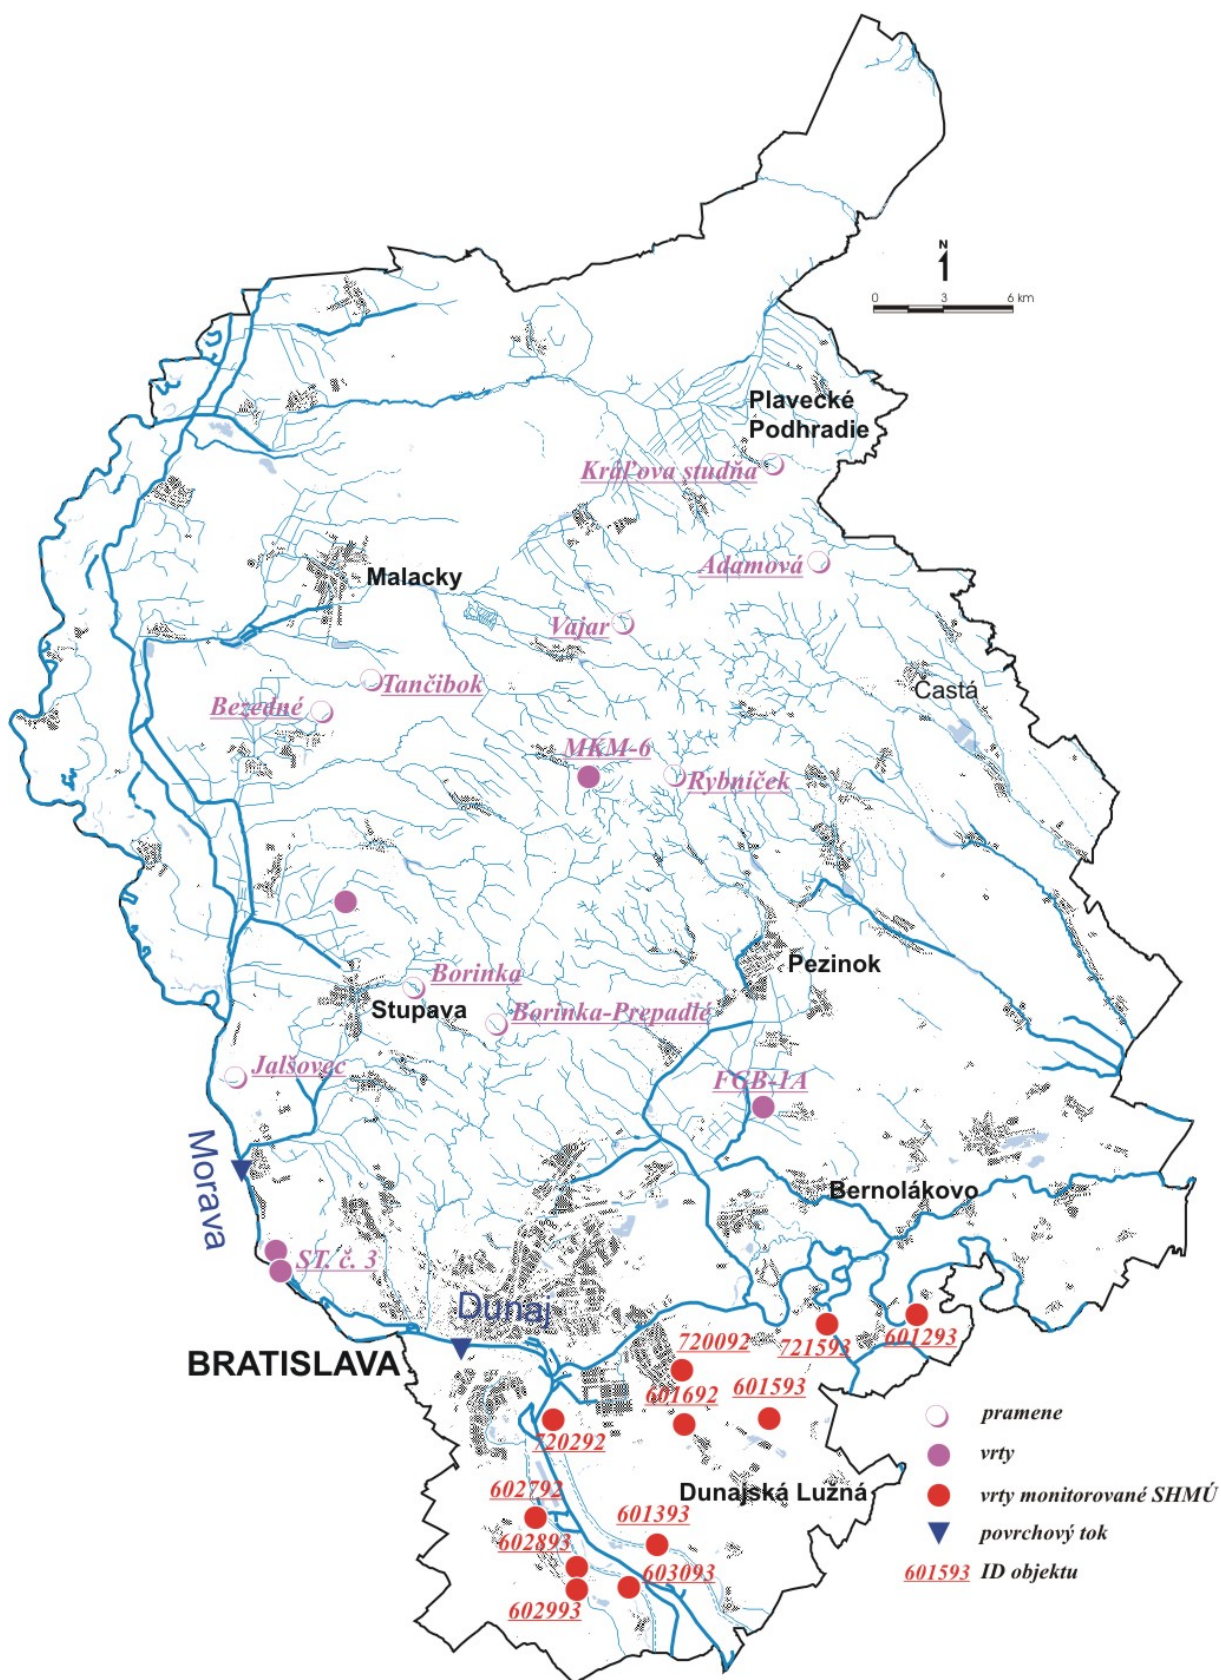 N
0 3 6 km
Plavecké
Podhradie
Kráľova studňa
Adamová
Malacky
Vajar
Tančibok
Bezedné
Častá
MKM-6
Rybníček
Pezinok
Borinka
Stupava
Borinka-Prepadlé
Jalšovec
FGB-1A
Morava
Bernolákovo
ST. č. 3
Dunaj
BRATISLAVA
720092
721593
601293
601692
601593
720292
602792
Dunajská Lužná
601393
602893
603093
602993
pramene
vrty
vrty monitorované SHMÚ
povrchový tok
601593 ID objektu